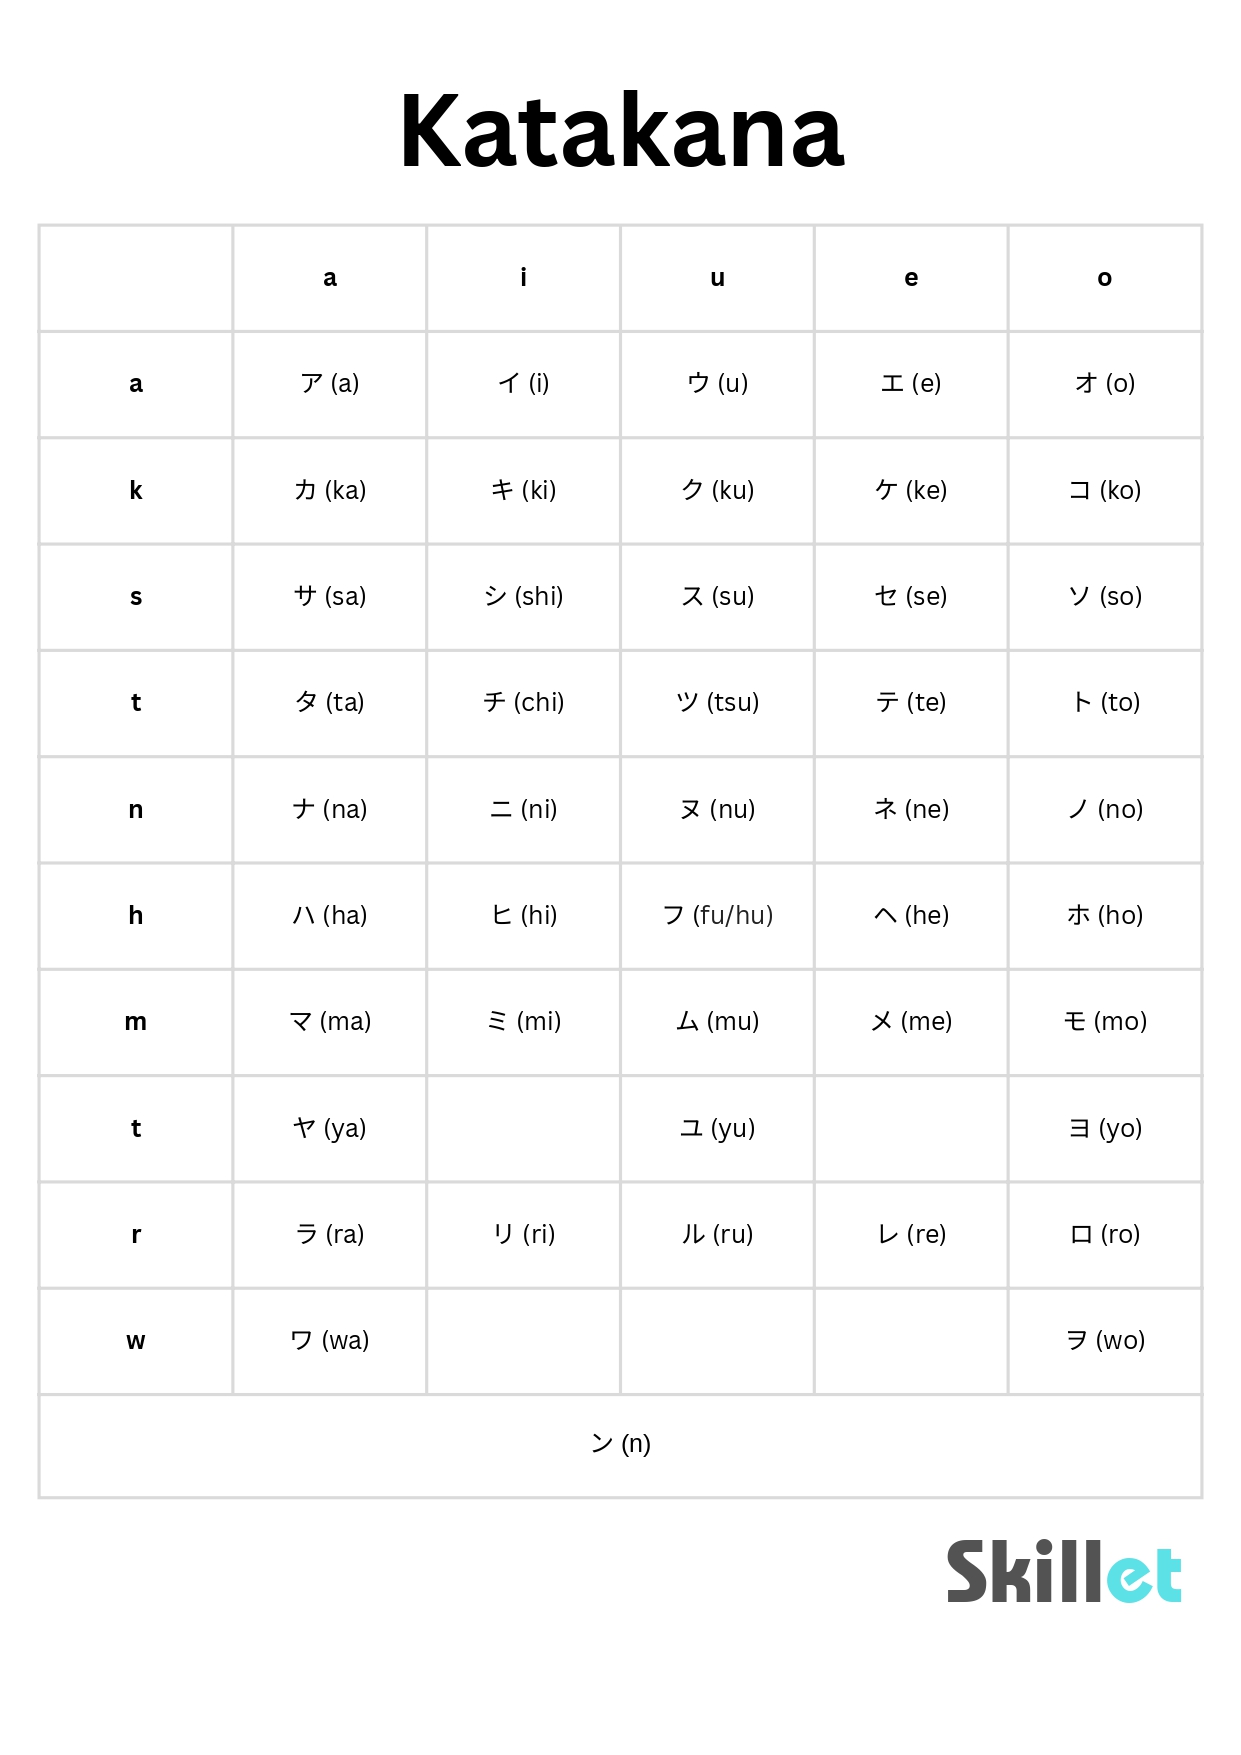 Katakana
a i u e o
a ア (a) イ (i) ウ (u) エ (e) オ (o)
k カ (ka) キ (ki) ク (ku) ケ (ke) コ (ko)
s サ (sa) シ (shi) ス (su) セ (se) ソ (so)
t タ (ta) チ (chi) ツ (tsu) テ (te) ト (to)
n ナ (na) ニ (ni) ヌ (nu) ネ (ne) ノ (no)
h ハ (ha) ヒ (hi) フ (fu/hu) ヘ (he) ホ (ho)
m マ (ma) ミ (mi) ム (mu) メ (me) モ (mo)
t ヤ (ya) ユ (yu) ヨ (yo)
r ラ (ra) リ (ri) ル (ru) レ (re) ロ (ro)
w ワ (wa) ヲ (wo)
ン (n)
Skillet